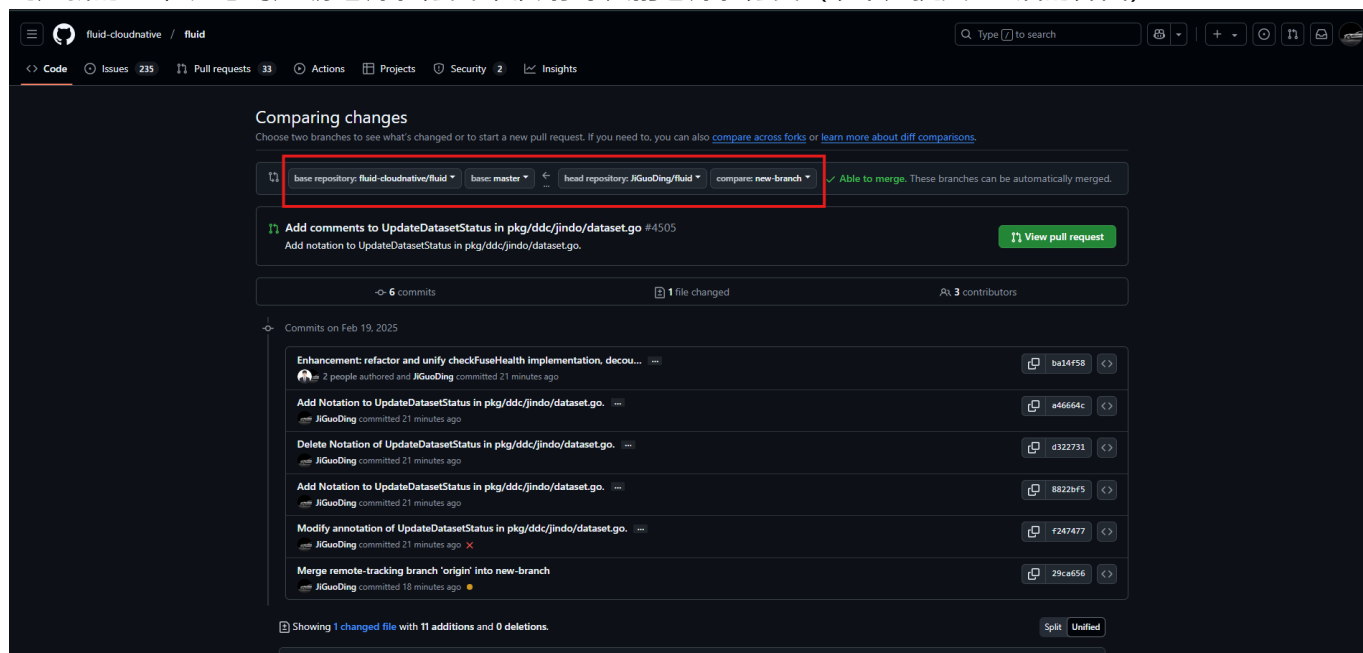 fluid-cloudnative / fluid
Type / to search
Code Issues 235 Pull requests 33 Actions Projects Security 2 Insights
Comparing changes
Choose two branches to see what's changed or to start a new pull request. If you need to, you can also compare across forks or learn more about diff comparisons.
base repository: fluid-cloudnative/fluid base: master ← ... head repository: JiGuoDing/fluid compare: new-branch ✓ Able to merge. These branches can be automatically merged.
Add comments to UpdateDatasetStatus in pkg/ddc/jindo/dataset.go #4505
Add notation to UpdateDatasetStatus in pkg/ddc/jindo/dataset.go.
View pull request
6 commits 1 file changed 3 contributors
Commits on Feb 19, 2025
Enhancement: refactor and unify checkFuseHealth implementation, decou... ...
2 people authored and JiGuoDing committed 21 minutes ago
ba14f58
Add Notation to UpdateDatasetStatus in pkg/ddc/jindo/dataset.go. ...
JiGuoDing committed 21 minutes ago
a46664c
Delete Notation of UpdateDatasetStatus in pkg/ddc/jindo/dataset.go. ...
JiGuoDing committed 21 minutes ago
d322731
Add Notation to UpdateDatasetStatus in pkg/ddc/jindo/dataset.go. ...
JiGuoDing committed 21 minutes ago
8822bf5
Modify annotation of UpdateDatasetStatus in pkg/ddc/jindo/dataset.go. ...
JiGuoDing committed 21 minutes ago
f247477
Merge remote-tracking branch 'origin' into new-branch
JiGuoDing committed 18 minutes ago
29ca656
Showing 1 changed file with 11 additions and 0 deletions.
Split Unified